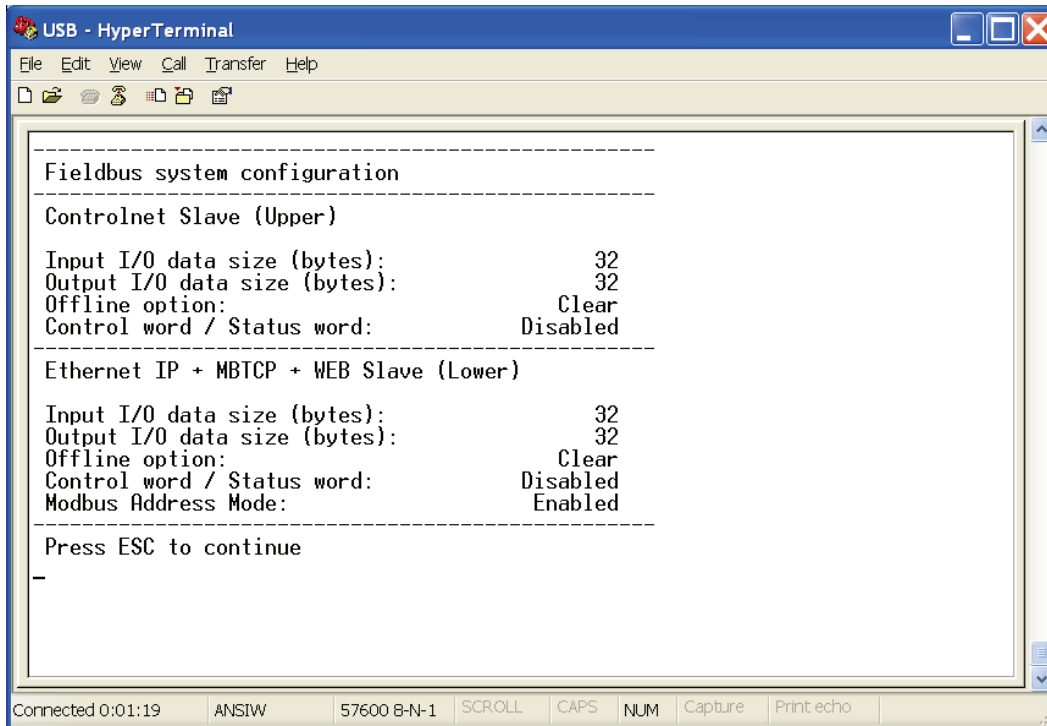 USB - HyperTerminal
File Edit View Call Transfer Help
Fieldbus system configuration
Controlnet Slave (Upper)
Input I/O data size (bytes): 32
Output I/O data size (bytes): 32
Offline option: Clear
Control word / Status word: Disabled
Ethernet IP + MBTCP + WEB Slave (Lower)
Input I/O data size (bytes): 32
Output I/O data size (bytes): 32
Offline option: Clear
Control word / Status word: Disabled
Modbus Address Mode: Enabled
Press ESC to continue
Connected 0:01:19 ANSIW 57600 8-N-1 SCROLL CAPS NUM Capture Print echo